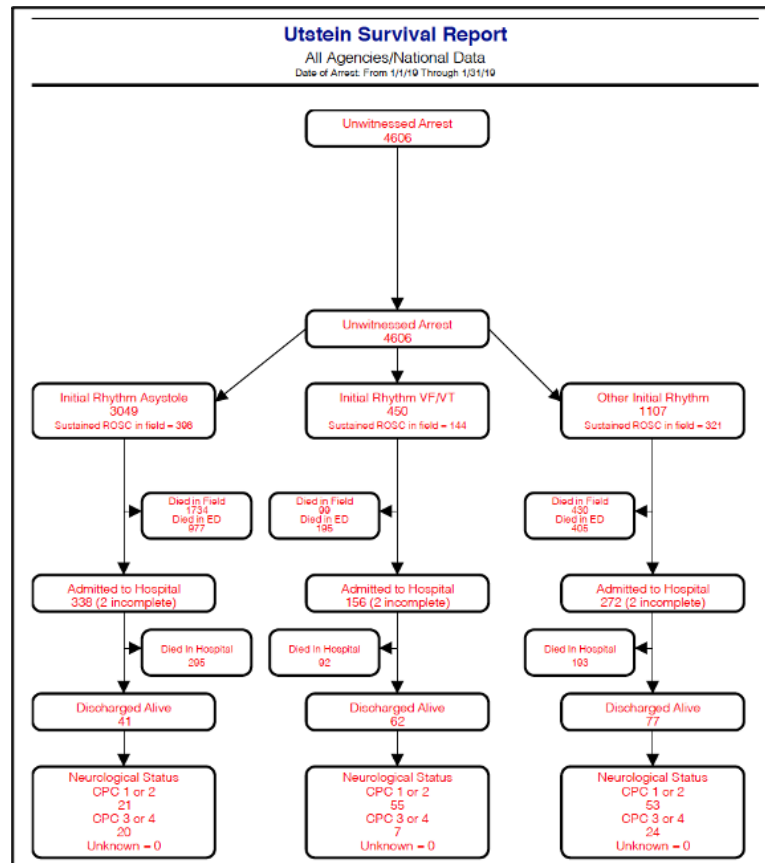 Utstein Survival Report
All Agencies/National Data
Date of Arrest: From 1/1/19 Through 1/31/19
Unwitnessed Arrest
4606
Unwitnessed Arrest
4606
Initial Rhythm Asystole
3049
Sustained ROSC in field = 396
Initial Rhythm VF/VT
450
Sustained ROSC in field = 144
Other Initial Rhythm
1107
Sustained ROSC in field = 321
Died in Field
1734
Died in ED
977
Died in Field
99
Died in ED
195
Died in Field
430
Died in ED
405
Admitted to Hospital
338 (2 incomplete)
Admitted to Hospital
156 (2 incomplete)
Admitted to Hospital
272 (2 incomplete)
Died In Hospital
295
Died In Hospital
92
Died In Hospital
193
Discharged Alive
41
Discharged Alive
62
Discharged Alive
77
Neurological Status
CPC 1 or 2
21
CPC 3 or 4
20
Unknown = 0
Neurological Status
CPC 1 or 2
55
CPC 3 or 4
7
Unknown = 0
Neurological Status
CPC 1 or 2
53
CPC 3 or 4
24
Unknown = 0